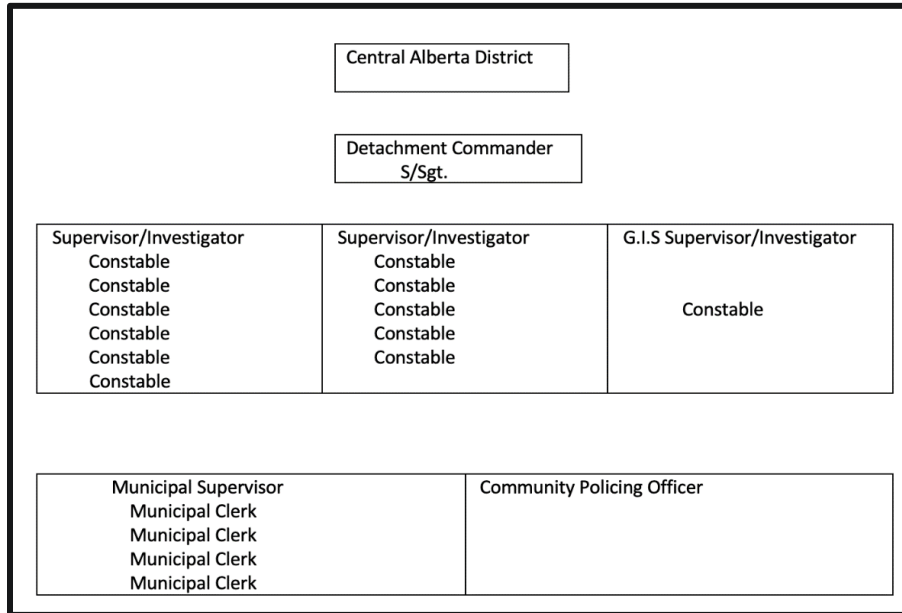 Central Alberta District
Detachment Commander
S/Sgt.
Supervisor/Investigator
Constable
Constable
Constable
Constable
Constable
Constable
Supervisor/Investigator
Constable
Constable
Constable
Constable
Constable
G.I.S Supervisor/Investigator
Constable
Municipal Supervisor
Municipal Clerk
Municipal Clerk
Municipal Clerk
Municipal Clerk
Community Policing Officer